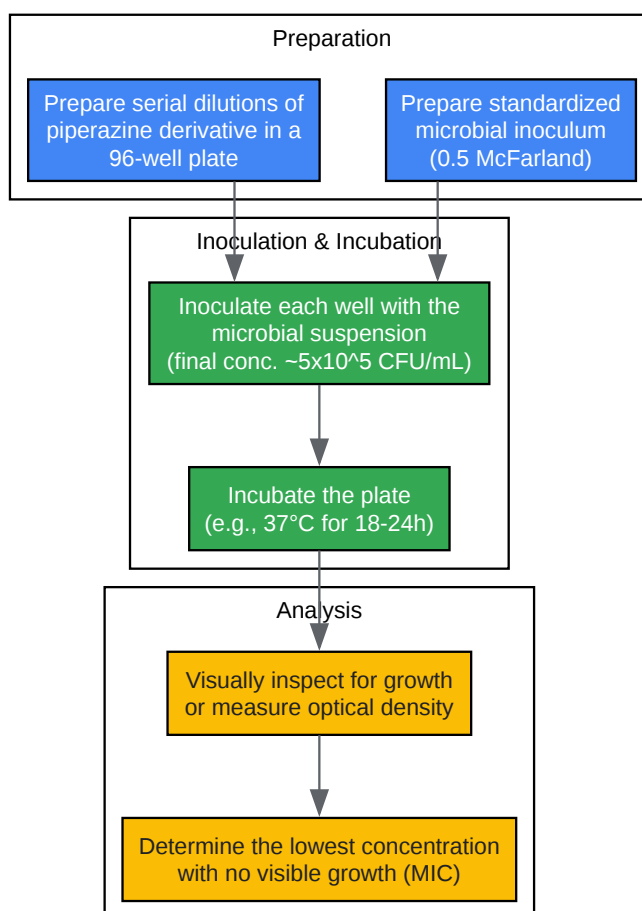 Preparation
Prepare serial dilutions of
piperazine derivative in a
96-well plate
Prepare standardized
microbial inoculum
(0.5 McFarland)
Inoculation & Incubation
Inoculate each well with the
microbial suspension
(final conc. ~5x10^5 CFU/mL)
Incubate the plate
(e.g., 37°C for 18-24h)
Analysis
Visually inspect for growth
or measure optical density
Determine the lowest concentration
with no visible growth (MIC)